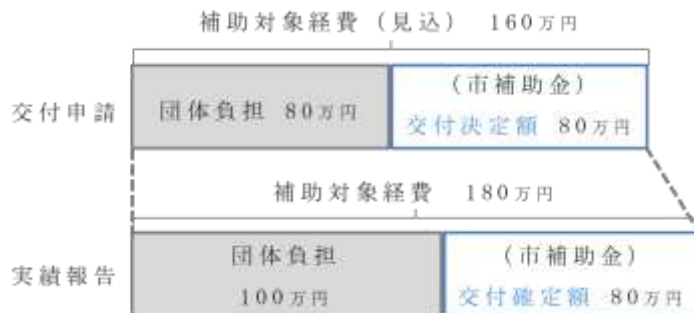 補助対象経費（見込） 160万円
交付申請
団体負担 80万円
（市補助金）
交付決定額 80万円
補助対象経費 180万円
実績報告
団体負担
100万円
（市補助金）
交付確定額 80万円